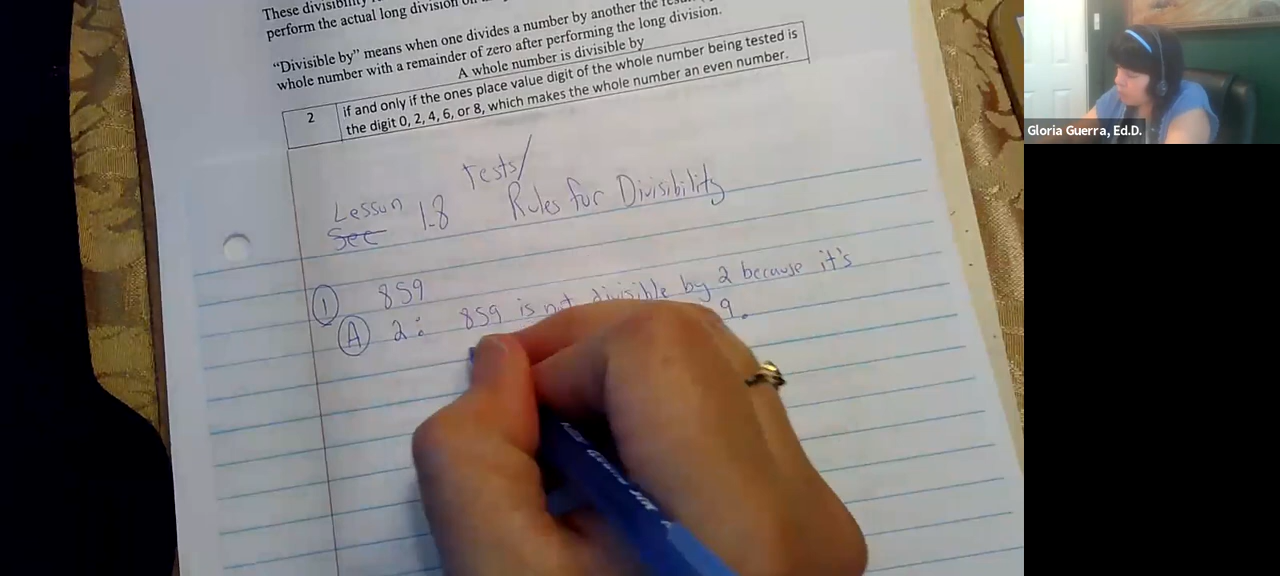 These divisibility
perform the actual long division on
"Divisible by" means when one divides a number by another the
whole number with a remainder of zero after performing the long division.
A whole number is divisible by
2
if and only if the ones place value digit of the whole number being tested is
the digit 0, 2, 4, 6, or 8, which makes the whole number an even number.
Tests/
Lesson
Sec 1.8 Rules for Divisibility
1 859
A 2: 859 is not divisible by 2 because it's
9.
Gloria Guerra, Ed.D.